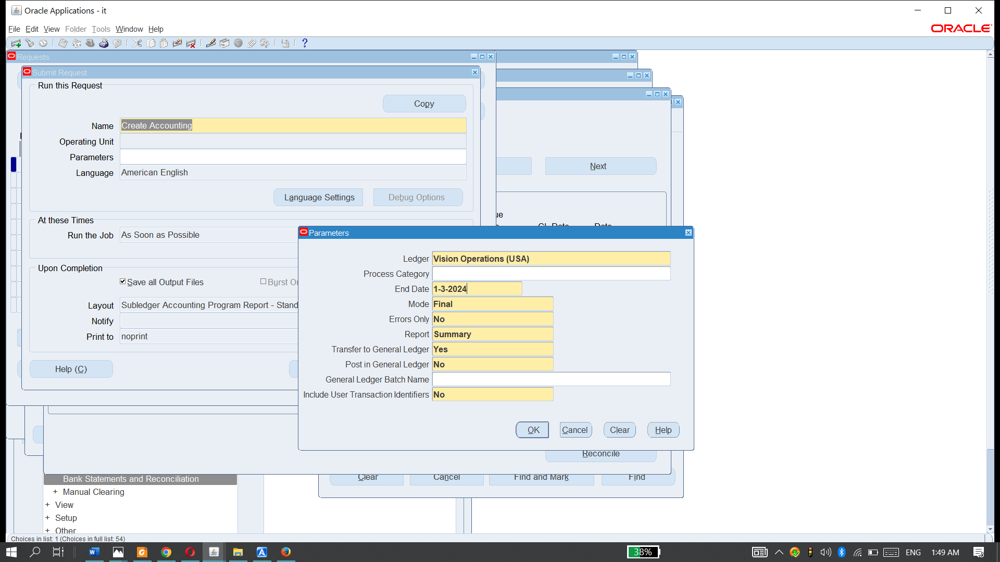 Oracle Applications - it
File Edit View Folder Tools Window Help
ORACLE
Requests
Submit Request
Run this Request
Copy
Name Create Accounting
Operating Unit
Parameters
Language American English
Language Settings Debug Options
At these Times
Run the Job As Soon as Possible
Upon Completion
Save all Output Files Burst Ou
Layout Subledger Accounting Program Report - Stand
Notify
Print to noprint
Help (C)
Next
ue
GL Date Date
Parameters
Ledger Vision Operations (USA)
Process Category
End Date 1-3-2024
Mode Final
Errors Only No
Report Summary
Transfer to General Ledger Yes
Post in General Ledger No
General Ledger Batch Name
Include User Transaction Identifiers No
OK Cancel Clear Help
Reconcile
Clear Cancel Find and Mark Find
Bank Statements and Reconciliation
+ Manual Clearing
+ View
+ Setup
+ Other
Choices in list: 1 (Choices in full list: 54)
38%
ENG 1:49 AM